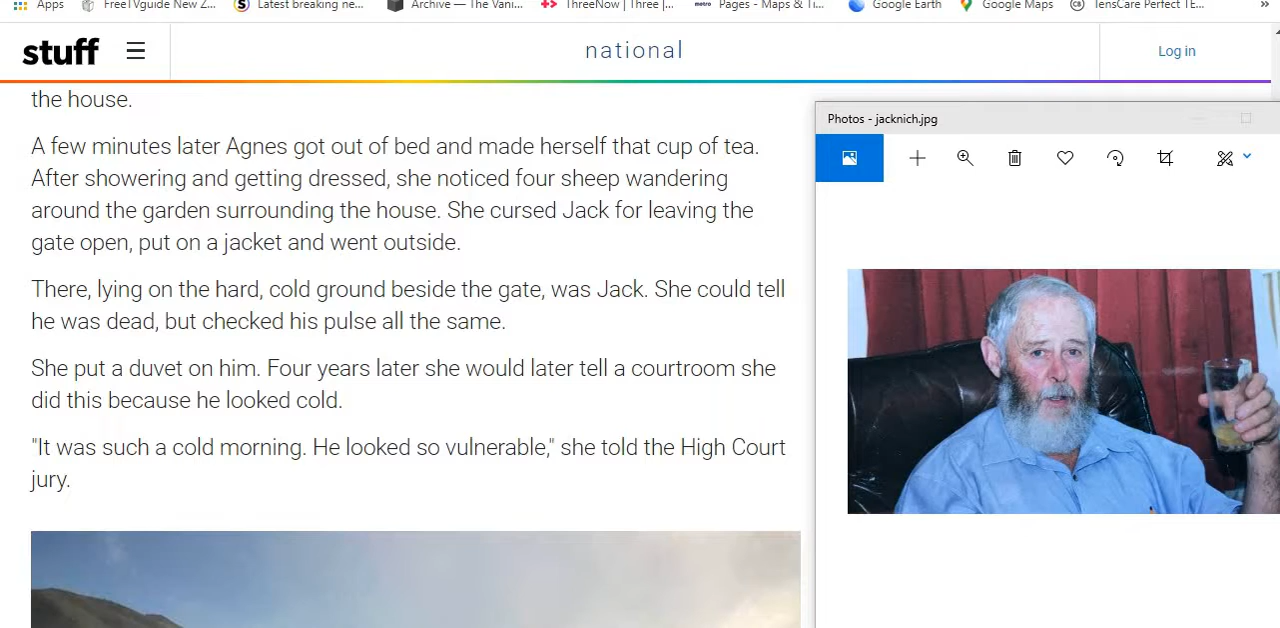 Apps FreeTVguide New Z... Latest breaking ne... Archive — The Vani... ThreeNow | Three |... metro Pages - Maps & Ti... Google Earth Google Maps TensCare Perfect TE... »
stuff national Log in
the house.
A few minutes later Agnes got out of bed and made herself that cup of tea.
After showering and getting dressed, she noticed four sheep wandering
around the garden surrounding the house. She cursed Jack for leaving the
gate open, put on a jacket and went outside.
There, lying on the hard, cold ground beside the gate, was Jack. She could tell
he was dead, but checked his pulse all the same.
She put a duvet on him. Four years later she would later tell a courtroom she
did this because he looked cold.
"It was such a cold morning. He looked so vulnerable," she told the High Court
jury.
Photos - jacknich.jpg